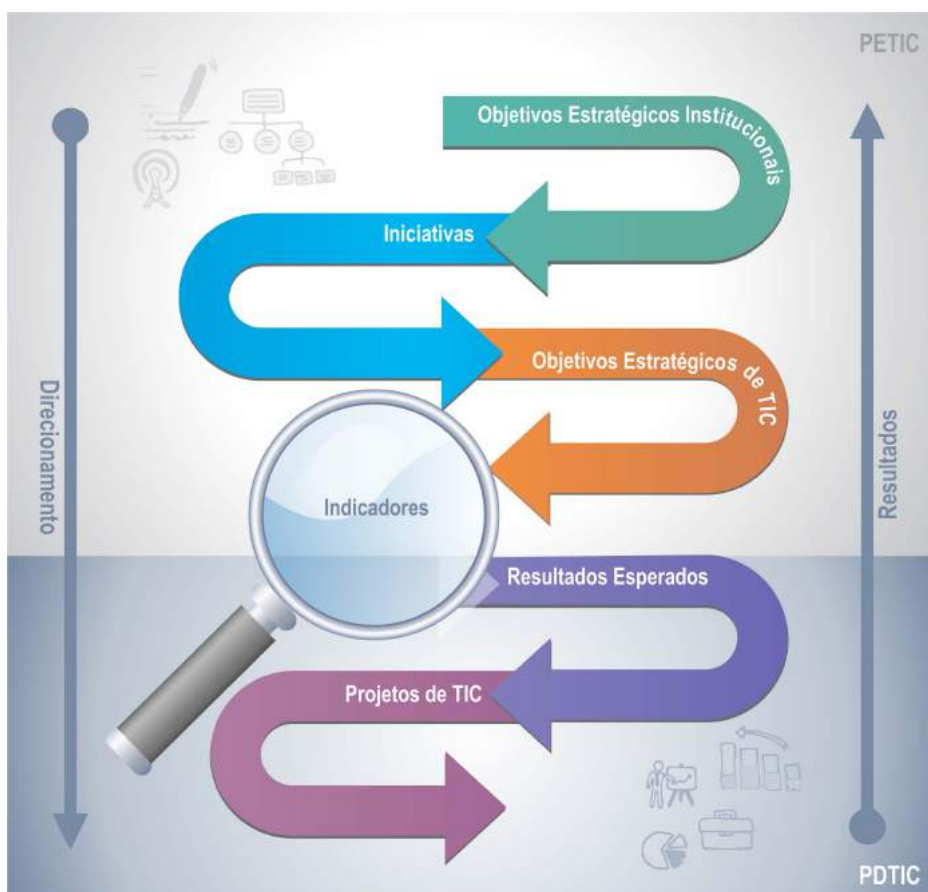 PETIC
Objetivos Estratégicos Institucionais
Iniciativas
Objetivos Estratégicos de TIC
Direcionamento
Resultados
Indicadores
Resultados Esperados
Projetos de TIC
PDTIC